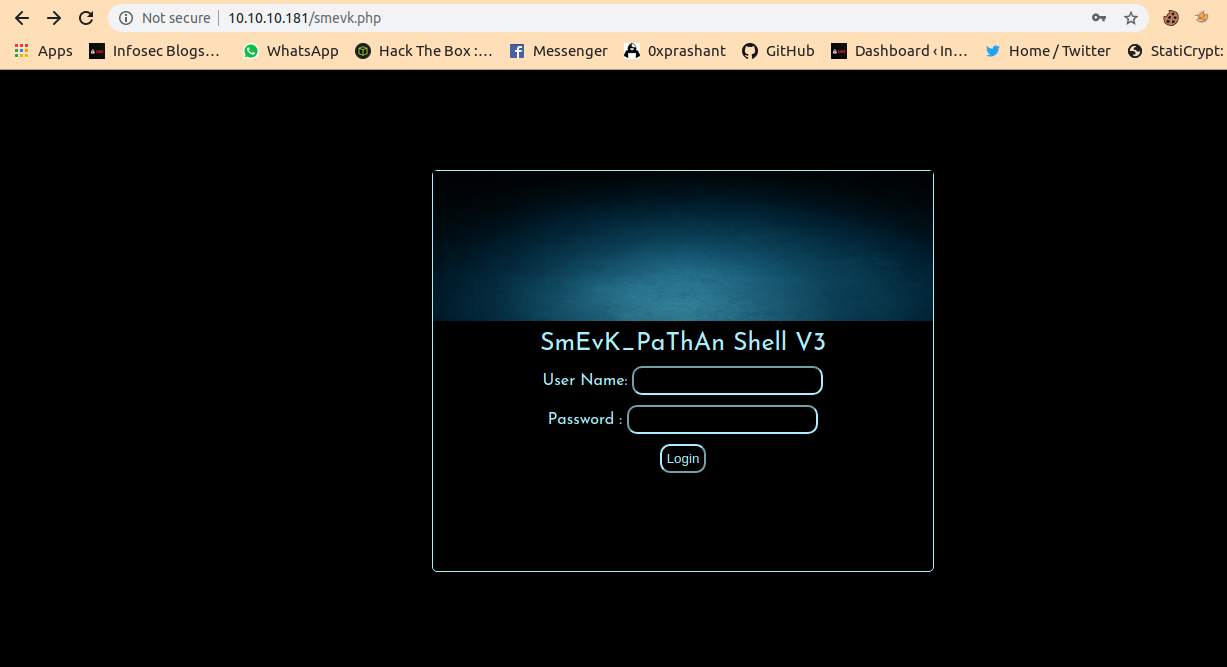 Not secure 10.10.10.181/smevk.php
Apps Infosec Blogs… WhatsApp Hack The Box :… Messenger 0xprashant GitHub Dashboard ‹ In… Home / Twitter StatiCrypt:
SmEvK_PaThAn Shell V3
User Name:
Password :
Login